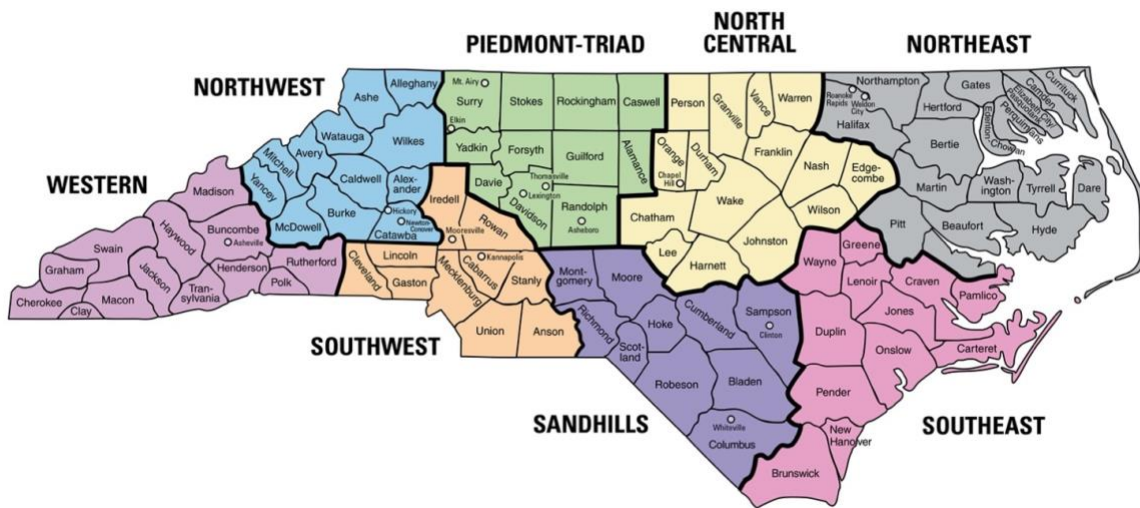 NORTH
CENTRAL
PIEDMONT-TRIAD
NORTHEAST
NORTHWEST
WESTERN
SOUTHWEST
SANDHILLS
SOUTHEAST
Alleghany
Ashe
Watauga
Wilkes
Mitchell
Avery
Yancey
Caldwell
Alex-
ander
Burke
McDowell
Hickory
Newton-
Conover
Catawba
Madison
Buncombe
Asheville
Haywood
Swain
Graham
Jackson
Henderson
Rutherford
Polk
Tran-
sylvania
Macon
Cherokee
Clay
Mt. Airy
Surry
Elkin
Stokes
Rockingham
Caswell
Yadkin
Forsyth
Guilford
Alamance
Davie
Thomasville
Lexington
Davidson
Randolph
Asheboro
Iredell
Mooresville
Rowan
Lincoln
Cleveland
Gaston
Mecklenburg
Cabarrus
Kannapolis
Stanly
Union
Anson
Person
Granville
Vance
Warren
Orange
Chapel
Hill
Durham
Franklin
Nash
Edge-
combe
Wake
Wilson
Chatham
Lee
Harnett
Johnston
Northampton
Roanoke
Rapids
Weldon
City
Halifax
Gates
Hertford
Currituck
Camden
Elizabeth City/
Pasquotank
Perquimans
Edenton/
Chowan
Bertie
Martin
Wash-
ington
Tyrrell
Dare
Pitt
Beaufort
Hyde
Mont-
gomery
Moore
Richmond
Hoke
Scot-
land
Cumberland
Sampson
Clinton
Robeson
Bladen
Whiteville
Columbus
Greene
Wayne
Lenoir
Craven
Pamlico
Jones
Duplin
Onslow
Carteret
Pender
New
Hanover
Brunswick